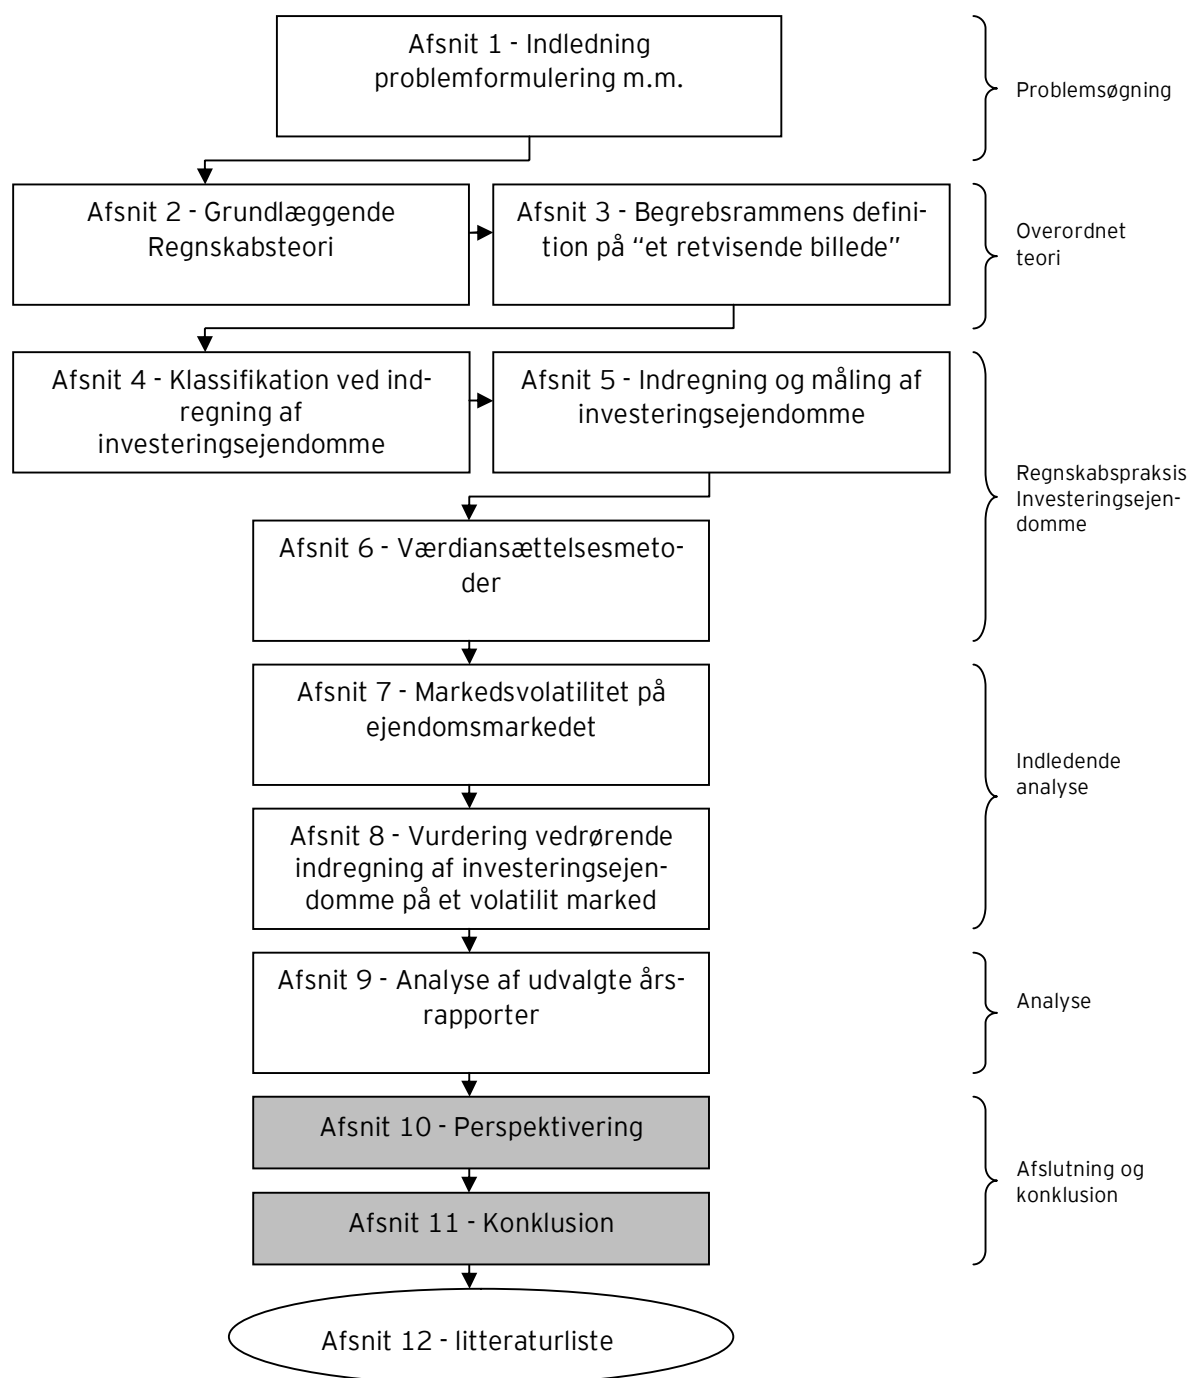 Afsnit 1 - Indledning
problemformulering m.m.
Problemsøgning
Afsnit 2 - Grundlæggende
Regnskabsteori
Afsnit 3 - Begrebsrammens defini-
tion på “et retvisende billede”
Overordnet
teori
Afsnit 4 - Klassifikation ved ind-
regning af
investeringsejendomme
Afsnit 5 - Indregning og måling af
investeringsejendomme
Regnskabspraksis
Investeringsejen-
domme
Afsnit 6 - Værdiansættelsesmeto-
der
Afsnit 7 - Markedsvolatilitet på
ejendomsmarkedet
Indledende
analyse
Afsnit 8 - Vurdering vedrørende
indregning af investeringsejen-
domme på et volatilit marked
Afsnit 9 - Analyse af udvalgte års-
rapporter
Analyse
Afsnit 10 - Perspektivering
Afslutning og
konklusion
Afsnit 11 - Konklusion
Afsnit 12 - litteraturliste